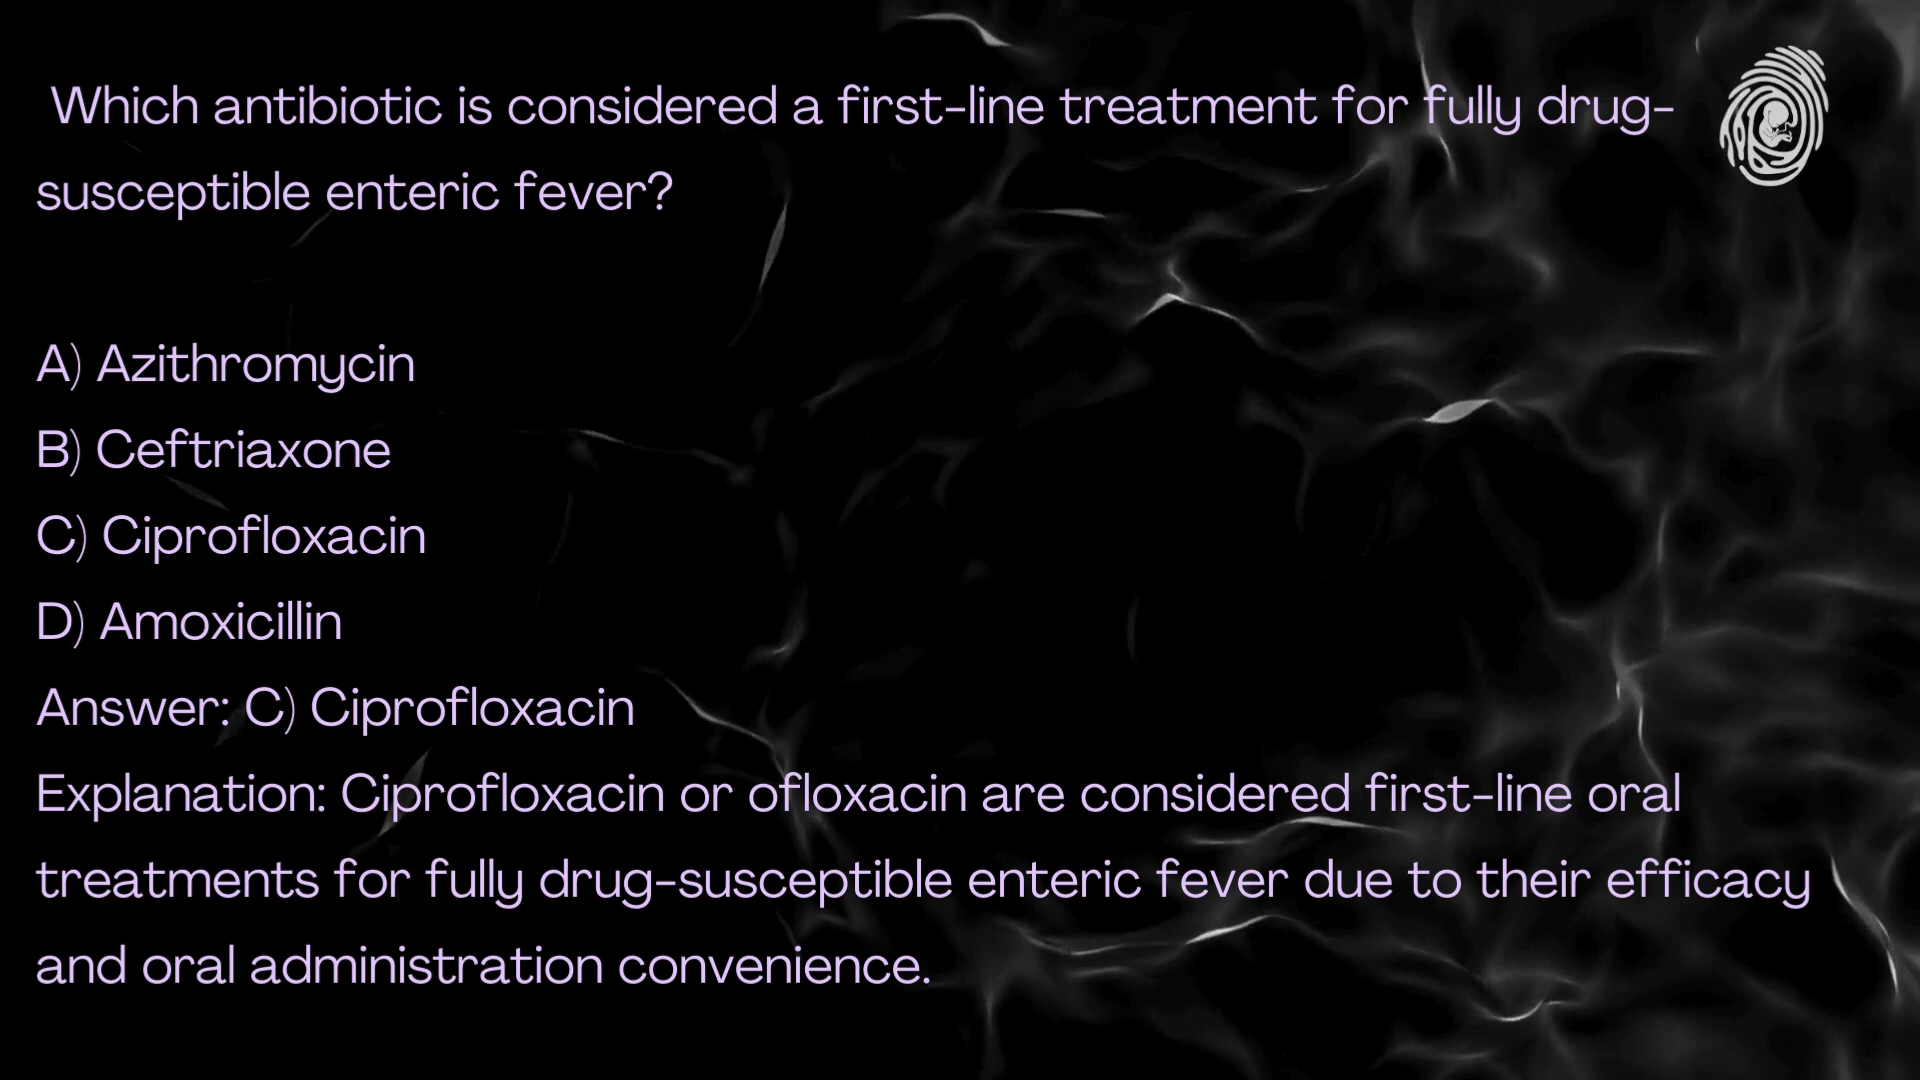 Which antibiotic is considered a first-line treatment for fully drug-
susceptible enteric fever?
A) Azithromycin
B) Ceftriaxone
C) Ciprofloxacin
D) Amoxicillin
Answer: C) Ciprofloxacin
Explanation: Ciprofloxacin or ofloxacin are considered first-line oral
treatments for fully drug-susceptible enteric fever due to their efficacy
and oral administration convenience.